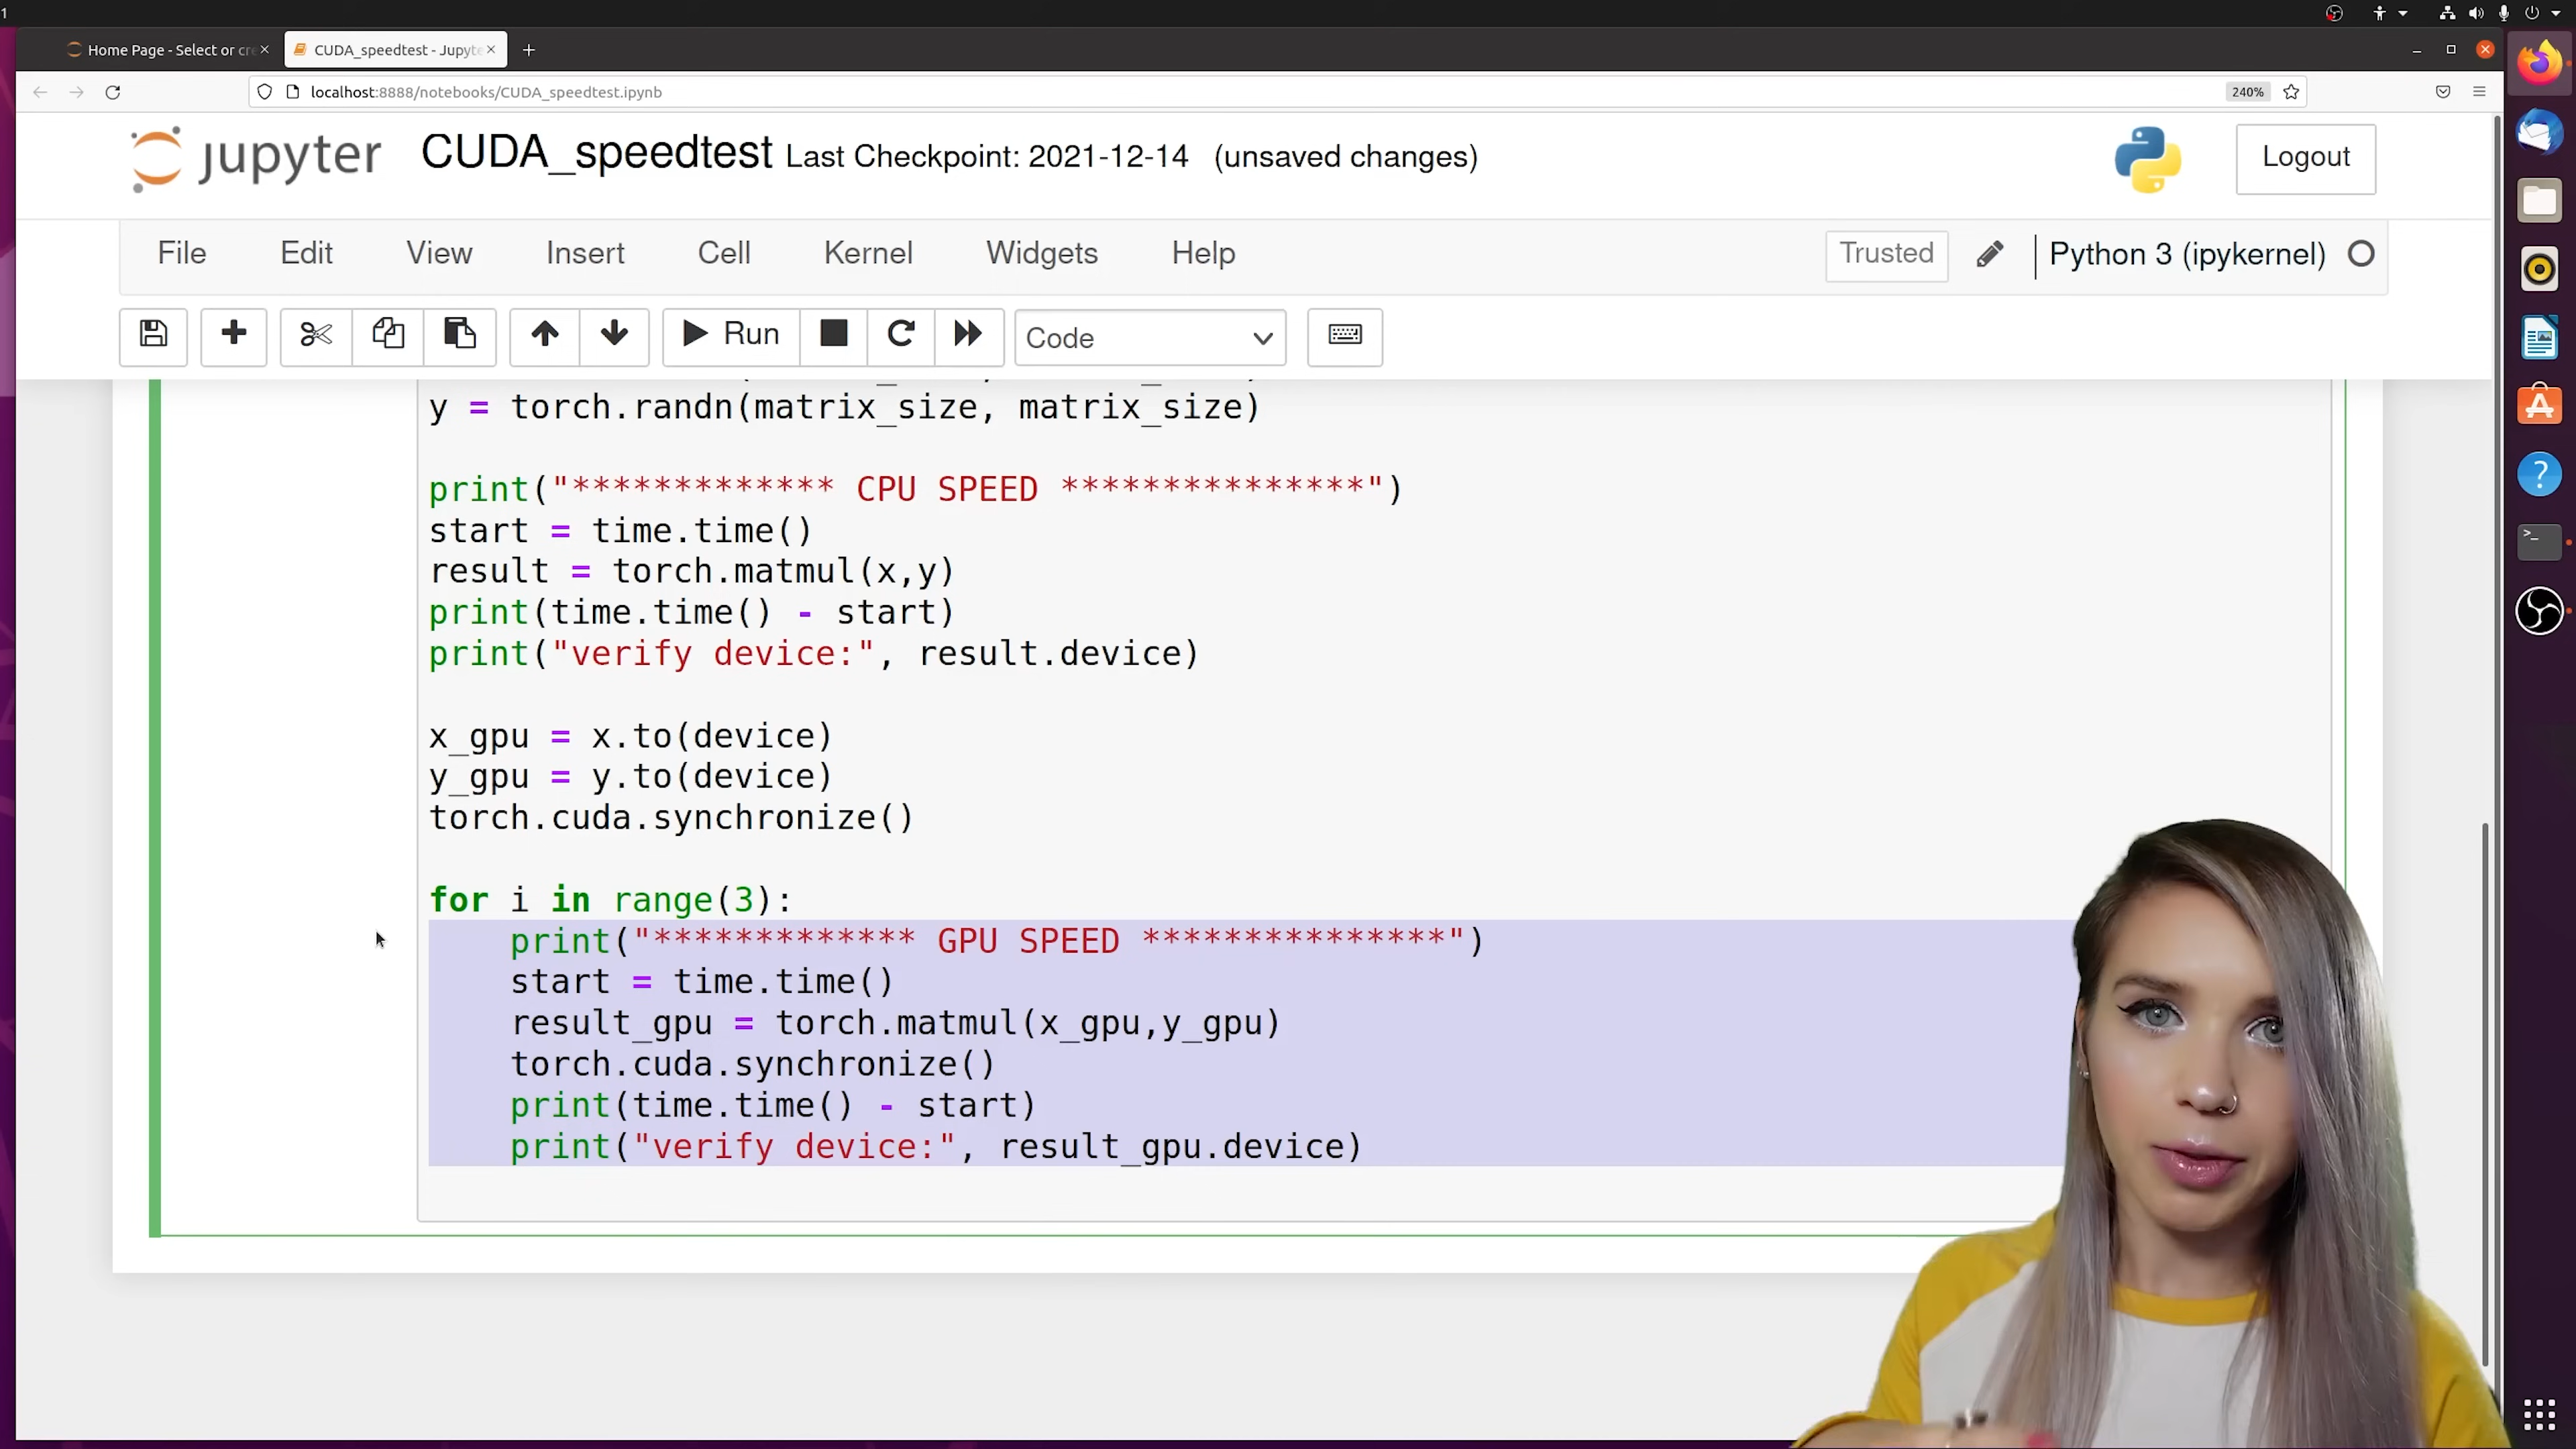 1
Home Page - Select or cre
CUDA_speedtest - Jupyte
localhost:8888/notebooks/CUDA_speedtest.ipynb
240%
jupyter
CUDA_speedtest Last Checkpoint: 2021-12-14 (unsaved changes)
Logout
File Edit View Insert Cell Kernel Widgets Help
Trusted
Python 3 (ipykernel)
Run
Code
y = torch.randn(matrix_size, matrix_size)
print("************* CPU SPEED ***************")
start = time.time()
result = torch.matmul(x,y)
print(time.time() - start)
print("verify device:", result.device)
x_gpu = x.to(device)
y_gpu = y.to(device)
torch.cuda.synchronize()
for i in range(3):
print("************* GPU SPEED ***************")
start = time.time()
result_gpu = torch.matmul(x_gpu,y_gpu)
torch.cuda.synchronize()
print(time.time() - start)
print("verify device:", result_gpu.device)